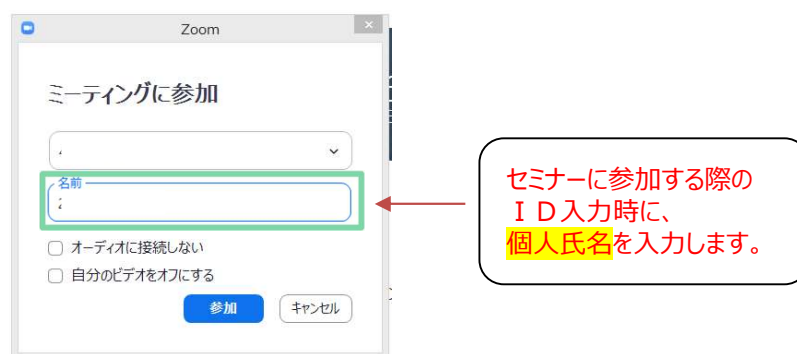 Zoom
ミーティングに参加
名前
オーディオに接続しない
自分のビデオをオフにする
参加
キャンセル
セミナーに参加する際の
ＩＤ入力時に、
個人氏名を入力します。